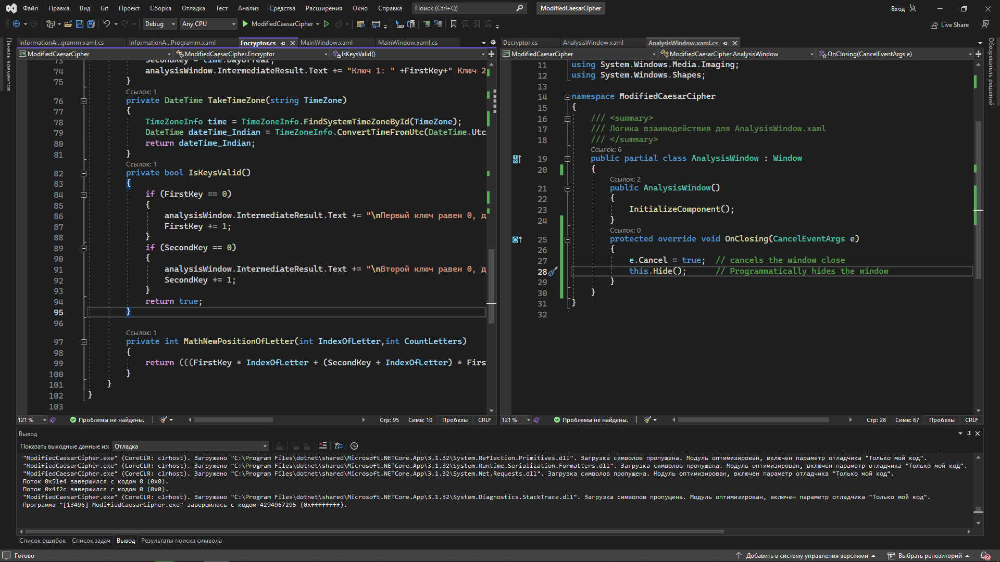 Файл Правка Вид Git Проект Сборка Отладка Тест Анализ Средства Расширения Окно Справка Поиск (Ctrl+Q) ModifiedCaesarCipher Вход
Debug Any CPU ModifiedCaesarCipher Live Share
Панель элементов
InformationA...gramm.xaml.cs InformationA...Programm.xaml Encryptor.cs MainWindow.xaml MainWindow.xaml.cs
ModifiedCaesarCipher ModifiedCaesarCipher.Encryptor IsKeysValid()
73 SecondKey = time.DayOfYear;
74 analysisWindow.IntermediateResult.Text += "Ключ 1: " +FirstKey+" Ключ 2
75 }
Ссылок: 1
76 private DateTime TakeTimeZone(string TimeZone)
77 {
78 TimeZoneInfo time = TimeZoneInfo.FindSystemTimeZoneById(TimeZone);
79 DateTime dateTime_Indian = TimeZoneInfo.ConvertTimeFromUtc(DateTime.Utc
80 return dateTime_Indian;
81 }
Ссылок: 1
82 private bool IsKeysValid()
83 {
84 if (FirstKey == 0)
85 {
86 analysisWindow.IntermediateResult.Text += "\nПервый ключ равен 0, д
87 FirstKey += 1;
88 }
89 if (SecondKey == 0)
90 {
91 analysisWindow.IntermediateResult.Text += "\nВторой ключ равен 0, д
92 SecondKey += 1;
93 }
94 return true;
95 }
96
Ссылок: 1
97 private int MathNewPositionOfLetter(int IndexOfLetter,int CountLetters)
98 {
99 return (((FirstKey * IndexOfLetter + (SecondKey + IndexOfLetter) * Firs
100 }
101 }
102 }
103
121 % Проблемы не найдены. Стр: 95 Симв: 10 Пробелы CRLF
Decryptor.cs AnalysisWindow.xaml AnalysisWindow.xaml.cs
ModifiedCaesarCipher ModifiedCaesarCipher.AnalysisWindow OnClosing(CancelEventArgs e)
11 using System.Windows.Media.Imaging;
12 using System.Windows.Shapes;
13
14 namespace ModifiedCaesarCipher
15 {
16 /// <summary>
17 /// Логика взаимодействия для AnalysisWindow.xaml
18 /// </summary>
Ссылок: 6
19 public partial class AnalysisWindow : Window
20 {
Ссылок: 2
21 public AnalysisWindow()
22 {
23 InitializeComponent();
24 }
Ссылок: 0
25 protected override void OnClosing(CancelEventArgs e)
26 {
27 e.Cancel = true; // cancels the window close
28 this.Hide(); // Programmatically hides the window
29 }
30 }
31 }
32
121 % Проблемы не найдены. Стр: 28 Симв: 67 Пробелы CRLF
Обозреватель решений
Вывод
Показать выходные данные из: Отладка
"ModifiedCaesarCipher.exe" (CoreCLR: clrhost). Загружено "C:\Program Files\dotnet\shared\Microsoft.NETCore.App\3.1.32\System.Reflection.Primitives.dll". Загрузка символов пропущена. Модуль оптимизирован, включен параметр отладчика "Только мой код".
"ModifiedCaesarCipher.exe" (CoreCLR: clrhost). Загружено "C:\Program Files\dotnet\shared\Microsoft.NETCore.App\3.1.32\System.Runtime.Serialization.Formatters.dll". Загрузка символов пропущена. Модуль оптимизирован, включен параметр отладчика "Только мой код".
"ModifiedCaesarCipher.exe" (CoreCLR: clrhost). Загружено "C:\Program Files\dotnet\shared\Microsoft.NETCore.App\3.1.32\System.Net.Requests.dll". Загрузка символов пропущена. Модуль оптимизирован, включен параметр отладчика "Только мой код".
Поток 0x51e4 завершился с кодом 0 (0x0).
Поток 0x4f2c завершился с кодом 0 (0x0).
"ModifiedCaesarCipher.exe" (CoreCLR: clrhost). Загружено "C:\Program Files\dotnet\shared\Microsoft.NETCore.App\3.1.32\System.Diagnostics.StackTrace.dll". Загрузка символов пропущена. Модуль оптимизирован, включен параметр отладчика "Только мой код".
Программа "[13496] ModifiedCaesarCipher.exe" завершилась с кодом 4294967295 (0xffffffff).
Список ошибок Список задач Вывод Результаты поиска символа
Готово Добавить в систему управления версиями Выбрать репозиторий 2